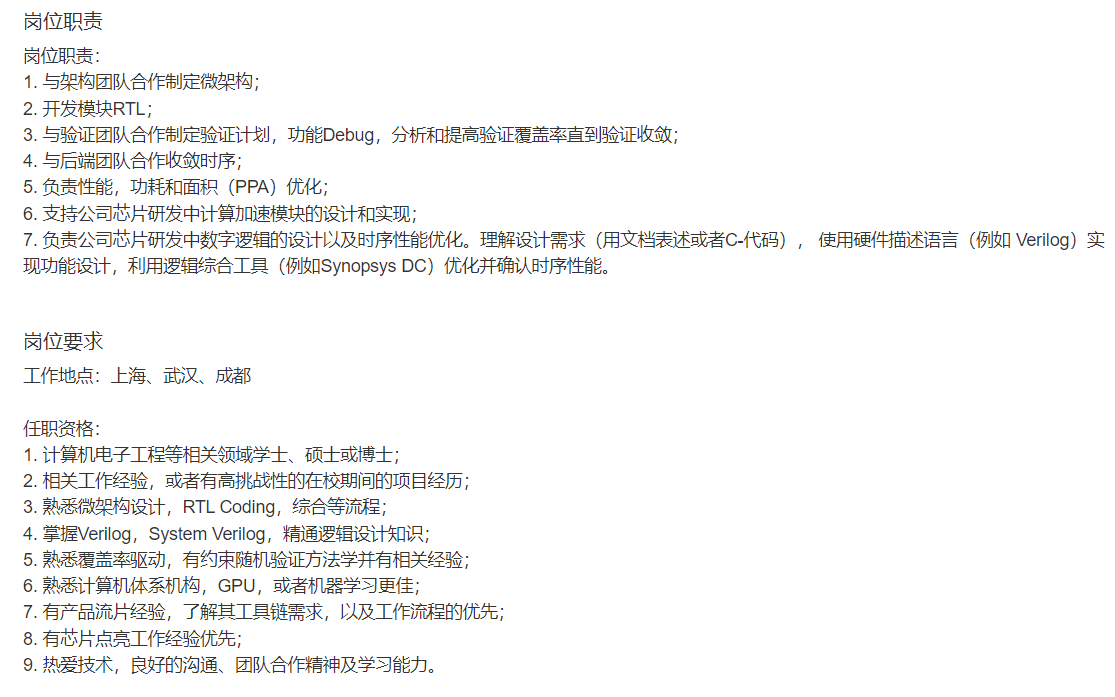 岗位职责
岗位职责：
1. 与架构团队合作制定微架构；
2. 开发模块RTL；
3. 与验证团队合作制定验证计划，功能Debug，分析和提高验证覆盖率直到验证收敛；
4. 与后端团队合作收敛时序；
5. 负责性能，功耗和面积（PPA）优化；
6. 支持公司芯片研发中计算加速模块的设计和实现；
7. 负责公司芯片研发中数字逻辑的设计以及时序性能优化。理解设计需求（用文档表述或者C-代码）， 使用硬件描述语言（例如 Verilog）实
现功能设计，利用逻辑综合工具（例如Synopsys DC）优化并确认时序性能。
岗位要求
工作地点：上海、武汉、成都
任职资格：
1. 计算机电子工程等相关领域学士、硕士或博士；
2. 相关工作经验，或者有高挑战性的在校期间的项目经历；
3. 熟悉微架构设计，RTL Coding，综合等流程；
4. 掌握Verilog，System Verilog，精通逻辑设计知识；
5. 熟悉覆盖率驱动，有约束随机验证方法学并有相关经验；
6. 熟悉计算机体系机构，GPU，或者机器学习更佳；
7. 有产品流片经验，了解其工具链需求，以及工作流程的优先；
8. 有芯片点亮工作经验优先；
9. 热爱技术，良好的沟通、团队合作精神及学习能力。